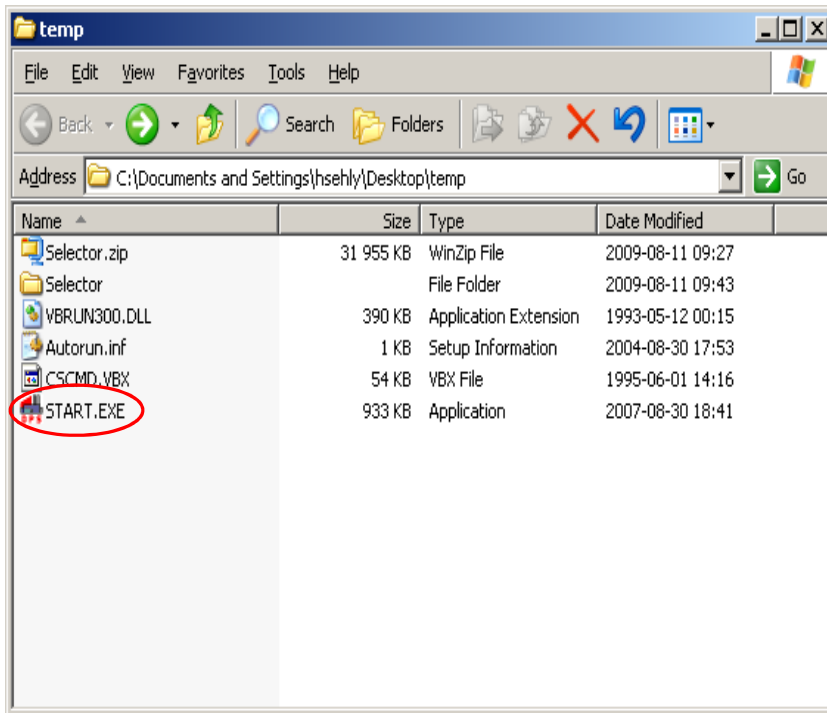 temp
File Edit View Favorites Tools Help
Back Search Folders
Address C:\Documents and Settings\hsehly\Desktop\temp Go
Name Size Type Date Modified
Selector.zip 31 955 KB WinZip File 2009-08-11 09:27
Selector File Folder 2009-08-11 09:43
VBRUN300.DLL 390 KB Application Extension 1993-05-12 00:15
Autorun.inf 1 KB Setup Information 2004-08-30 17:53
CSCMD.VBX 54 KB VBX File 1995-06-01 14:16
START.EXE 933 KB Application 2007-08-30 18:41